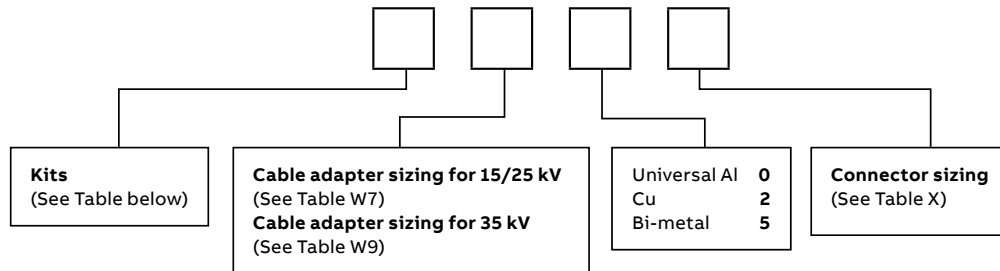 Kits
(See Table below)
Cable adapter sizing for 15/25 kV
(See Table W7)
Cable adapter sizing for 35 kV
(See Table W9)
Universal Al 0
Cu 2
Bi-metal 5
Connector sizing
(See Table X)